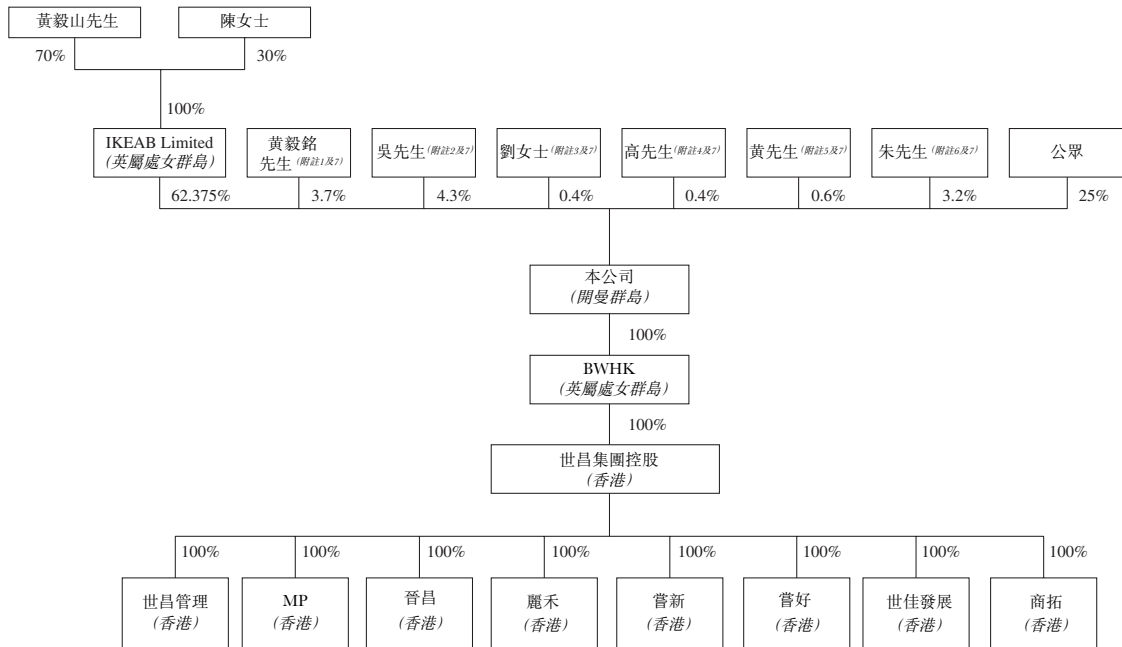 黃毅山先生
陳女士
70%
30%
100%
IKEAB Limited
(英屬處女群島)
黃毅銘
先生 (附註1及7)
吳先生 (附註2及7)
劉女士 (附註3及7)
高先生 (附註4及7)
黃先生 (附註5及7)
朱先生 (附註6及7)
公眾
62.375%
3.7%
4.3%
0.4%
0.4%
0.6%
3.2%
25%
本公司
(開曼群島)
100%
BWHK
(英屬處女群島)
100%
世昌集團控股
(香港)
100%
100%
100%
100%
100%
100%
100%
100%
世昌管理
(香港)
MP
(香港)
晉昌
(香港)
麗禾
(香港)
嘗新
(香港)
嘗好
(香港)
世佳發展
(香港)
商拓
(香港)